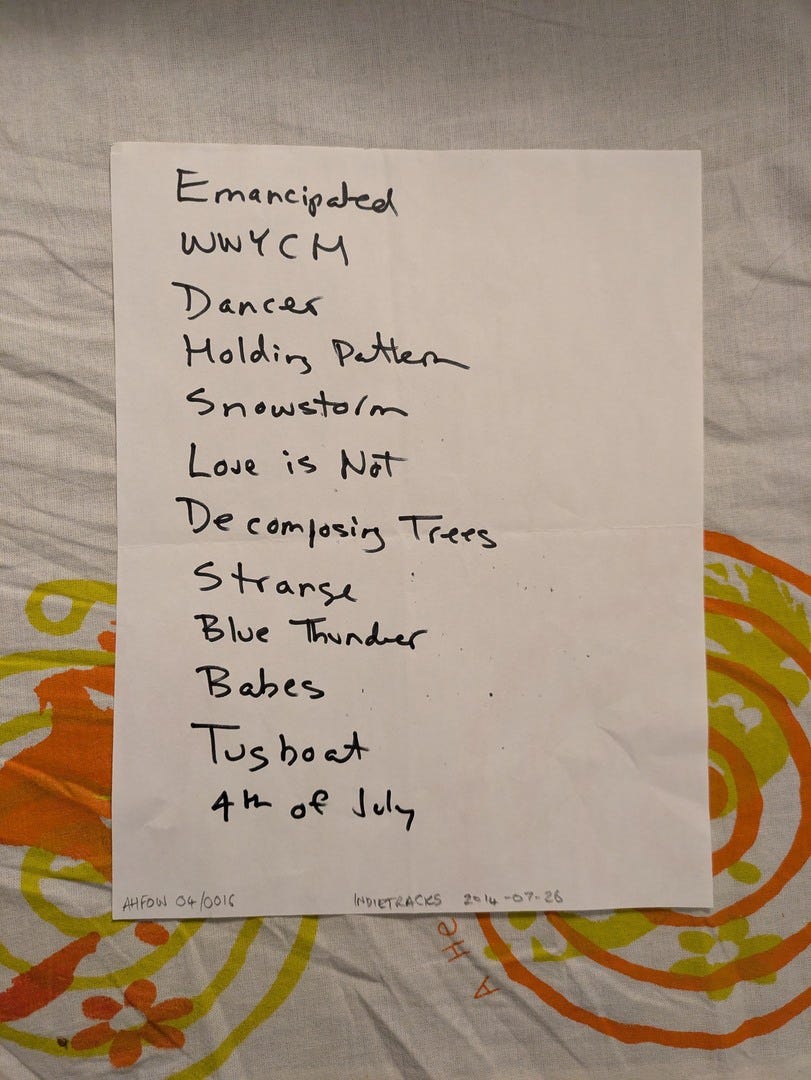 Emancipated
WWYCM
Dancer
Holding Pattern
Snowstorm
Love is Not
Decomposing Trees
Strange
Blue Thunder
Babes
Tugboat
4th of July
AHFOW 04/0016 INDIETRACKS 2014-07-26
AHE